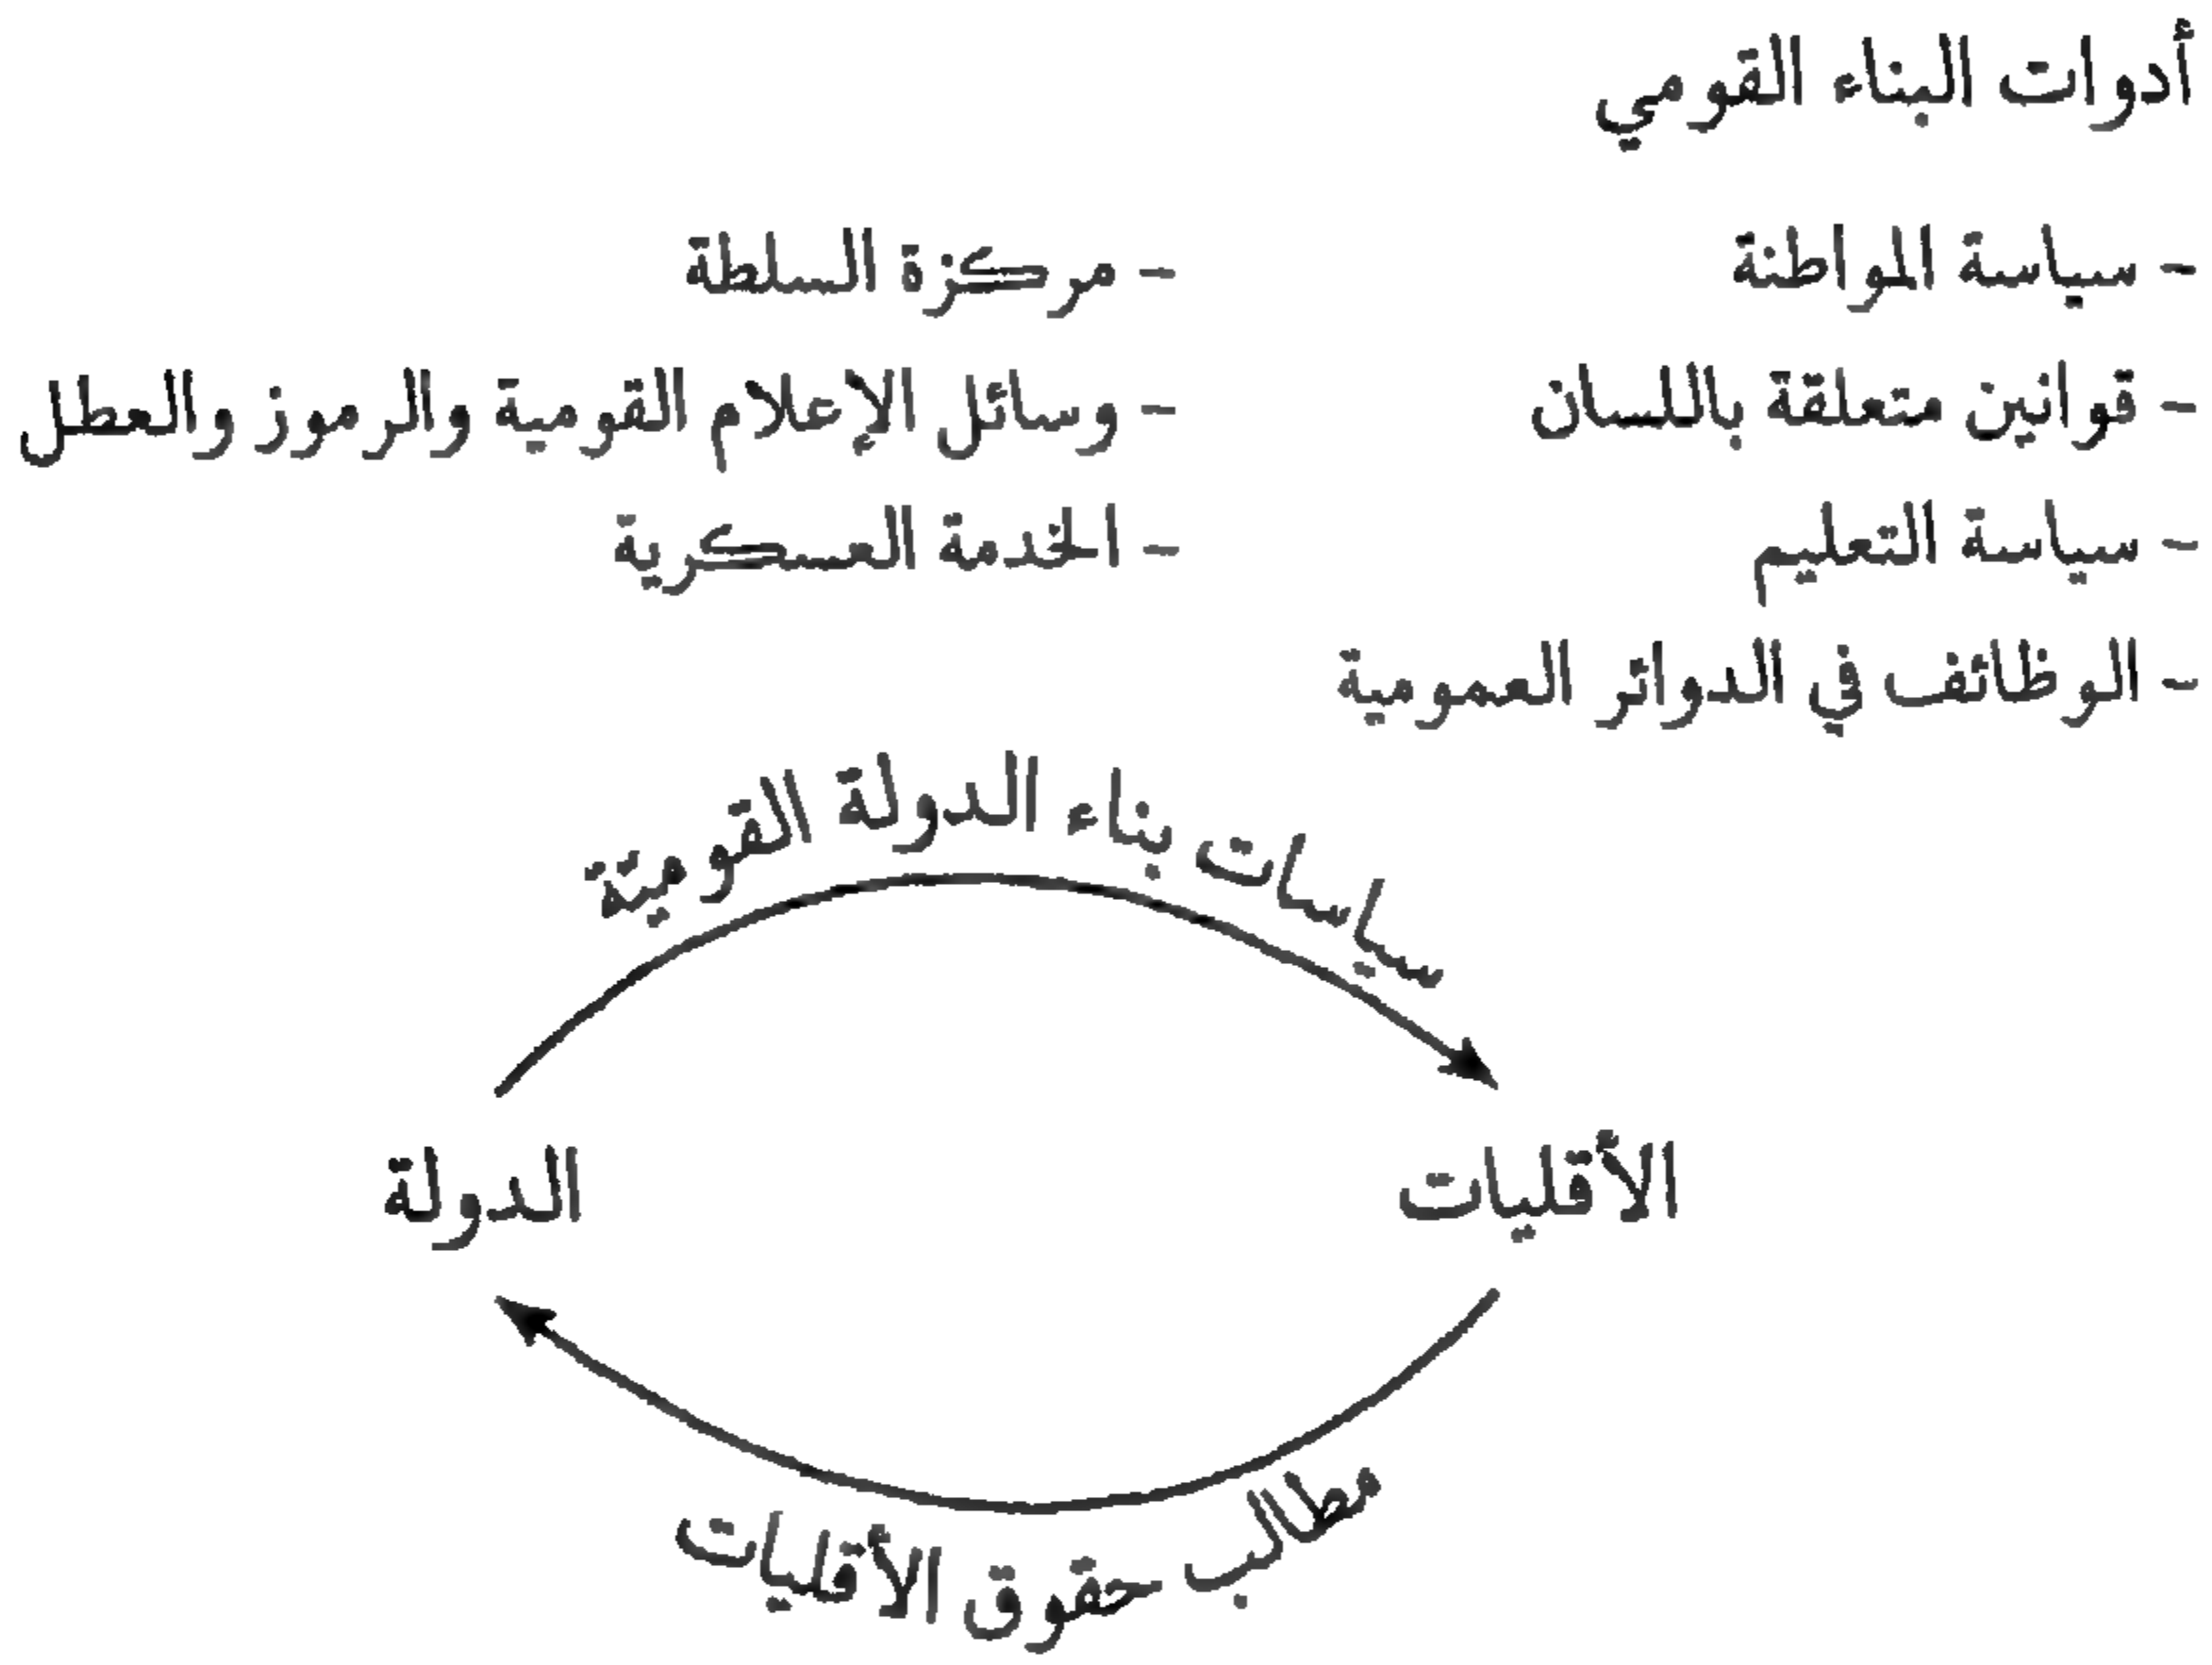 أدوات البناء القومي
- سياسة المواطنة
- قوانين متعلقة باللسان
- سياسة التعليم
- الوظائف في الدوائر العمومية
- مركزة السلطة
- وسائل الإعلام القومية والرموز والعطل
- الخدمة العسكرية
سياسات بناء الدولة القومية
الأقليات
الدولة
مطالب حقوق الأقليات